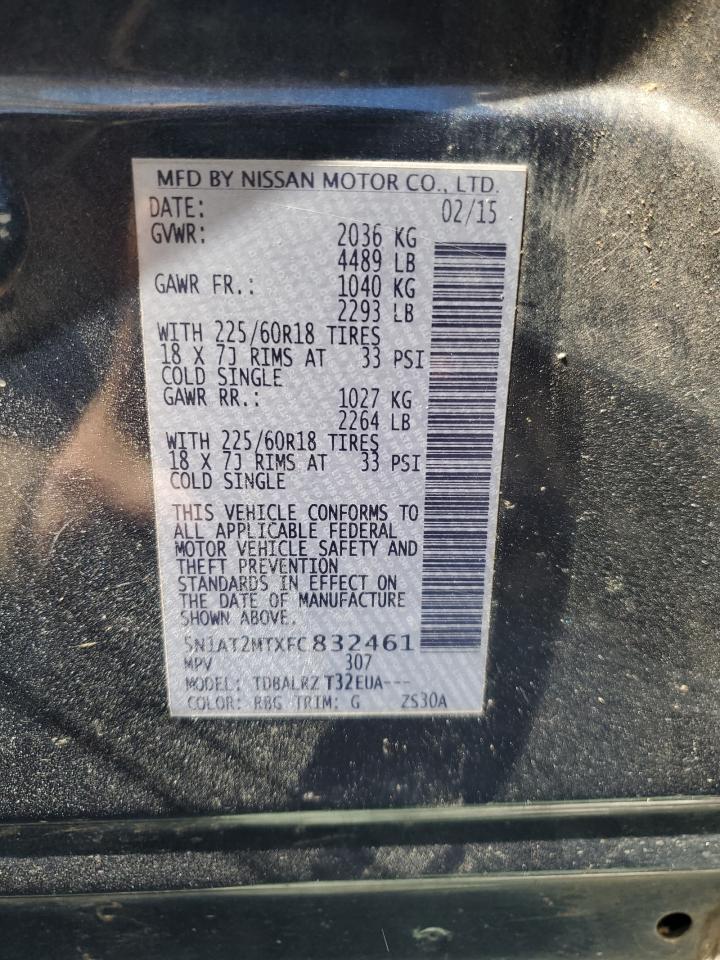 MFD BY NISSAN MOTOR CO., LTD.
DATE: 02/15
GVWR: 2036 KG
4489 LB
GAWR FR.: 1040 KG
2293 LB
WITH 225/60R18 TIRES
18 X 7J RIMS AT 33 PSI
COLD SINGLE
GAWR RR.: 1027 KG
2264 LB
WITH 225/60R18 TIRES
18 X 7J RIMS AT 33 PSI
COLD SINGLE
THIS VEHICLE CONFORMS TO
ALL APPLICABLE FEDERAL
MOTOR VEHICLE SAFETY AND
THEFT PREVENTION
STANDARDS IN EFFECT ON
THE DATE OF MANUFACTURE
SHOWN ABOVE.
5N1AT2MTXFC832461
MPV 307
MODEL: TDBALRZ T32EUA---
COLOR: RBG TRIM: G ZS30A